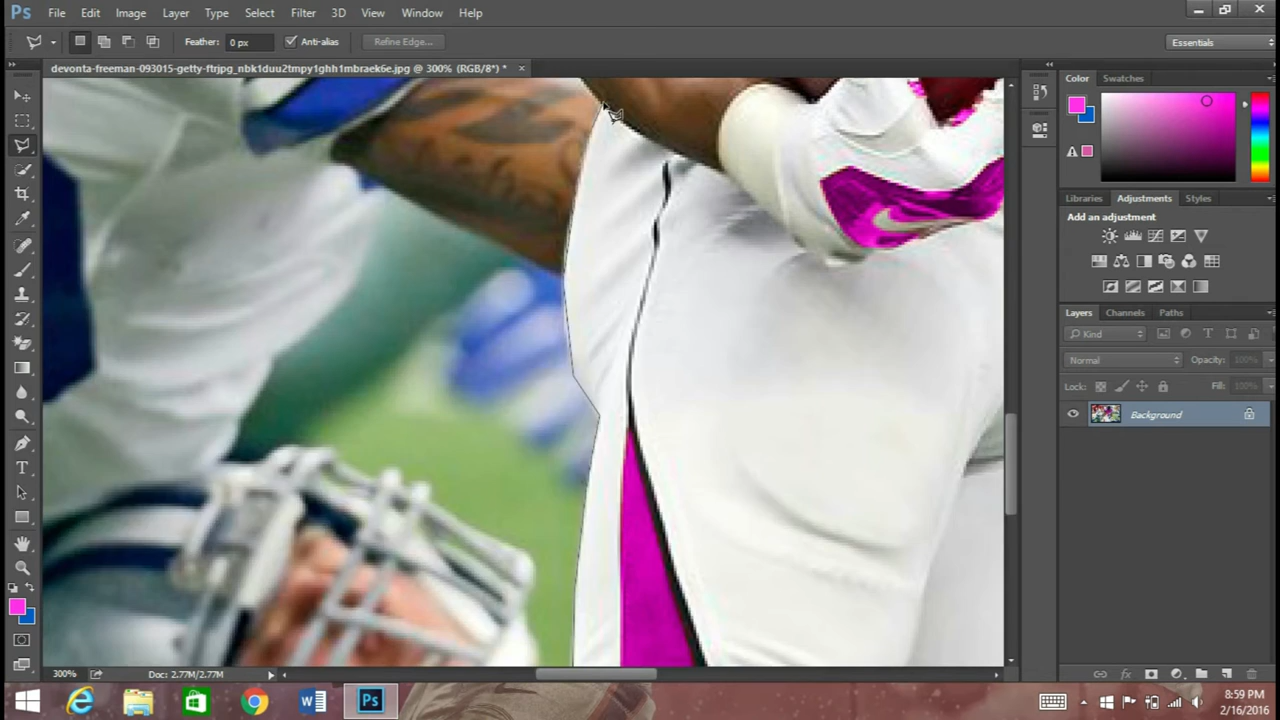 Ps File Edit Image Layer Type Select Filter 3D View Window Help
Feather: 0 px Anti-alias Refine Edge... Essentials
devonta-freeman-093015-getty-ftrjpg_nbk1duu2tmpy1ghh1mbraek6e.jpg @ 300% (RGB/8*) *
Color Swatches
Libraries Adjustments Styles
Add an adjustment
Layers Channels Paths
Kind
Normal Opacity: 100%
Lock: Fill: 100%
Background
300% Doc: 2.77M/2.77M
Ps
8:59 PM
2/16/2016